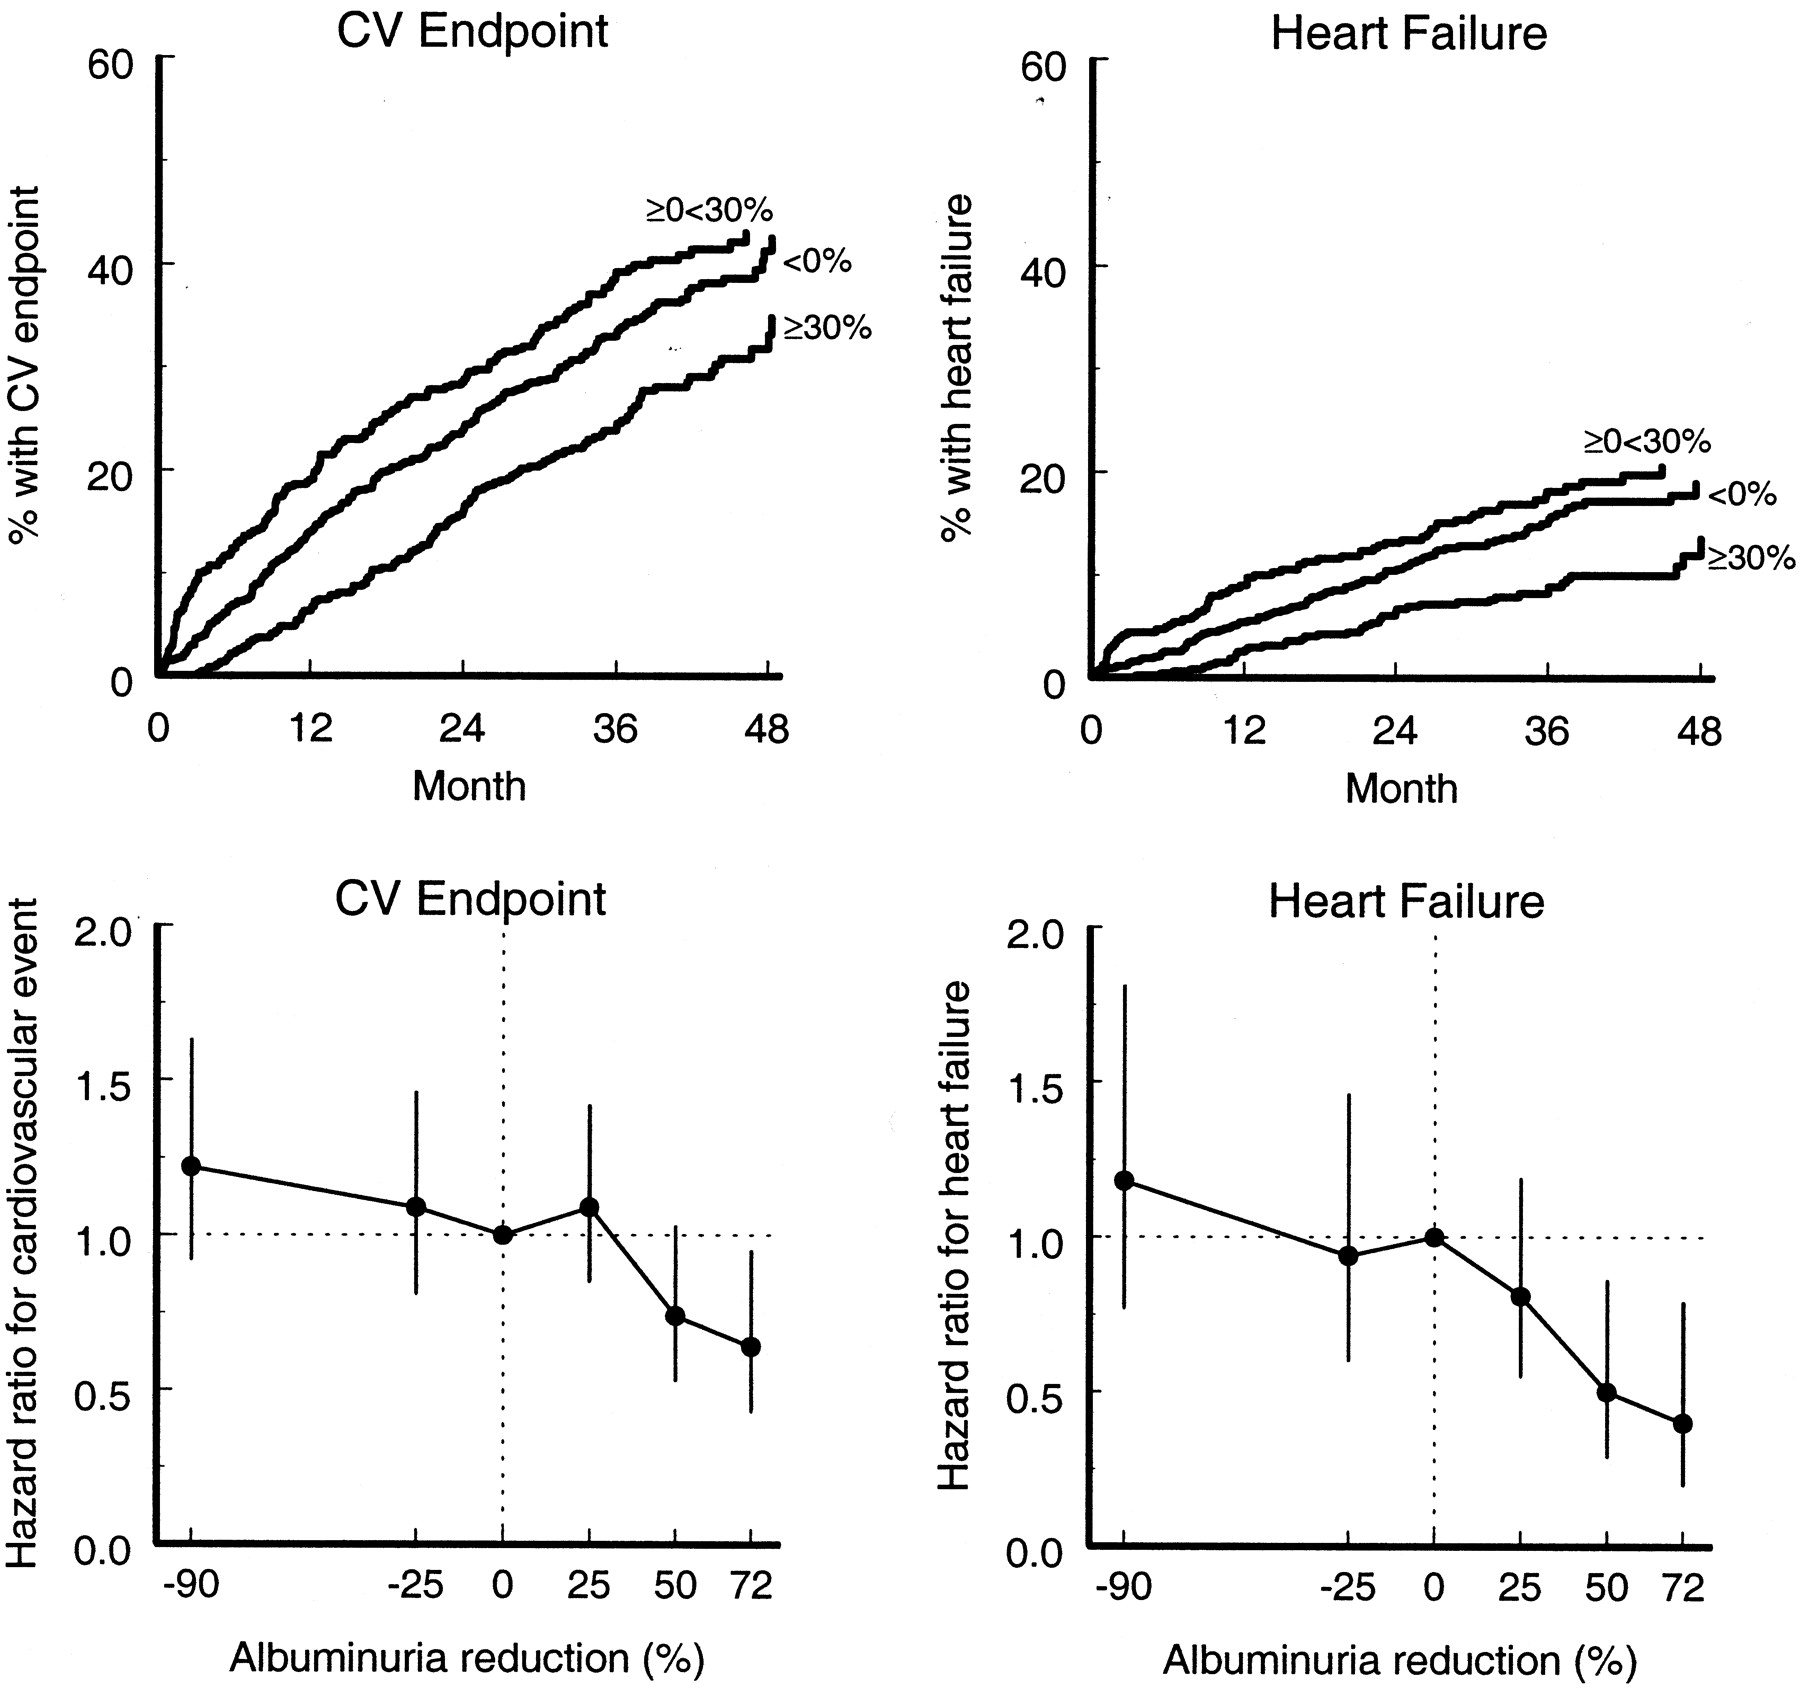 CV Endpoint
% with CV endpoint
60
40
20
0
≥0<30%
<0%
≥30%
0 12 24 36 48
Month
Heart Failure
% with heart failure
60
40
20
0
≥0<30%
<0%
≥30%
0 12 24 36 48
Month
CV Endpoint
Hazard ratio for cardiovascular event
2.0
1.5
1.0
0.5
0.0
-90 -25 0 25 50 72
Albuminuria reduction (%)
Heart Failure
Hazard ratio for heart failure
2.0
1.5
1.0
0.5
0.0
-90 -25 0 25 50 72
Albuminuria reduction (%)